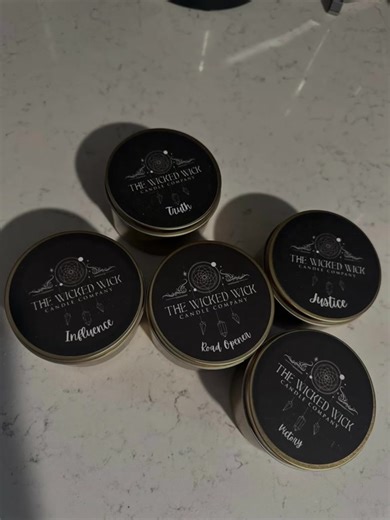 THE WICKED WICK
CANDLE COMPANY
Truth
THE WICKED WICK
CANDLE COMPANY
Influence
THE WICKED WICK
CANDLE COMPANY
Road Opener
THE WICKED WICK
CANDLE COMPANY
Justice
THE WICKED WICK
CANDLE COMPANY
Victory